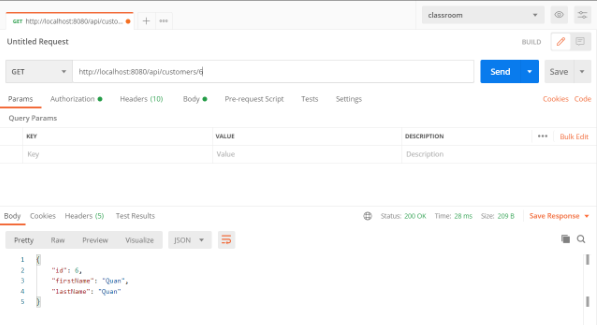 GET http://localhost:8080/api/custo... + ••• classroom
Untitled Request BUILD
GET http://localhost:8080/api/customers/6 Send Save
Params Authorization Headers (10) Body Pre-request Script Tests Settings Cookies Code
Query Params
KEY VALUE DESCRIPTION ••• Bulk Edit
Key Value Description
Body Cookies Headers (5) Test Results Status: 200 OK Time: 28 ms Size: 209 B Save Response
Pretty Raw Preview Visualize JSON
1 {
2 "id": 6,
3 "firstName": "Quan",
4 "lastName": "Quan"
5 }